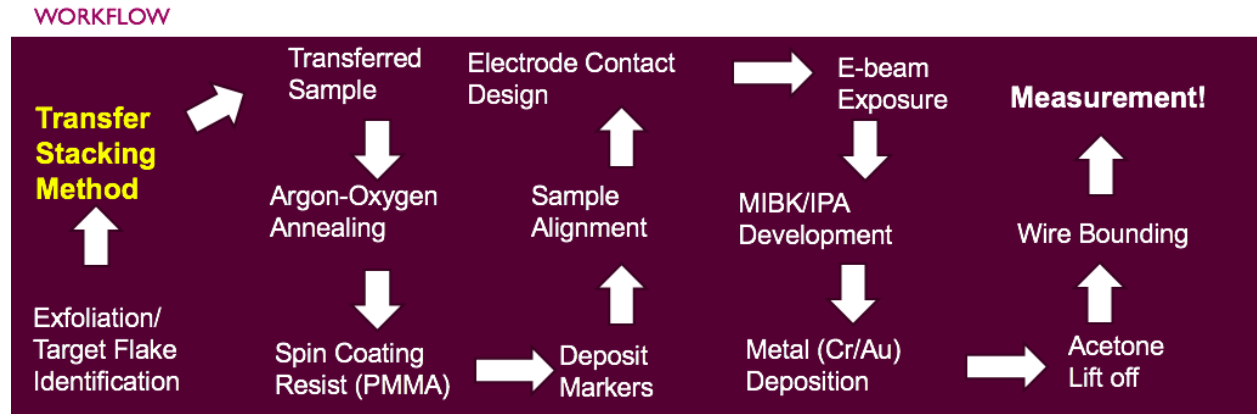 WORKFLOW
Exfoliation/
Target Flake
Identification
Transfer
Stacking
Method
Transferred
Sample
Argon-Oxygen
Annealing
Spin Coating
Resist (PMMA)
Deposit
Markers
Sample
Alignment
Electrode Contact
Design
E-beam
Exposure
MIBK/IPA
Development
Metal (Cr/Au)
Deposition
Acetone
Lift off
Wire Bounding
Measurement!